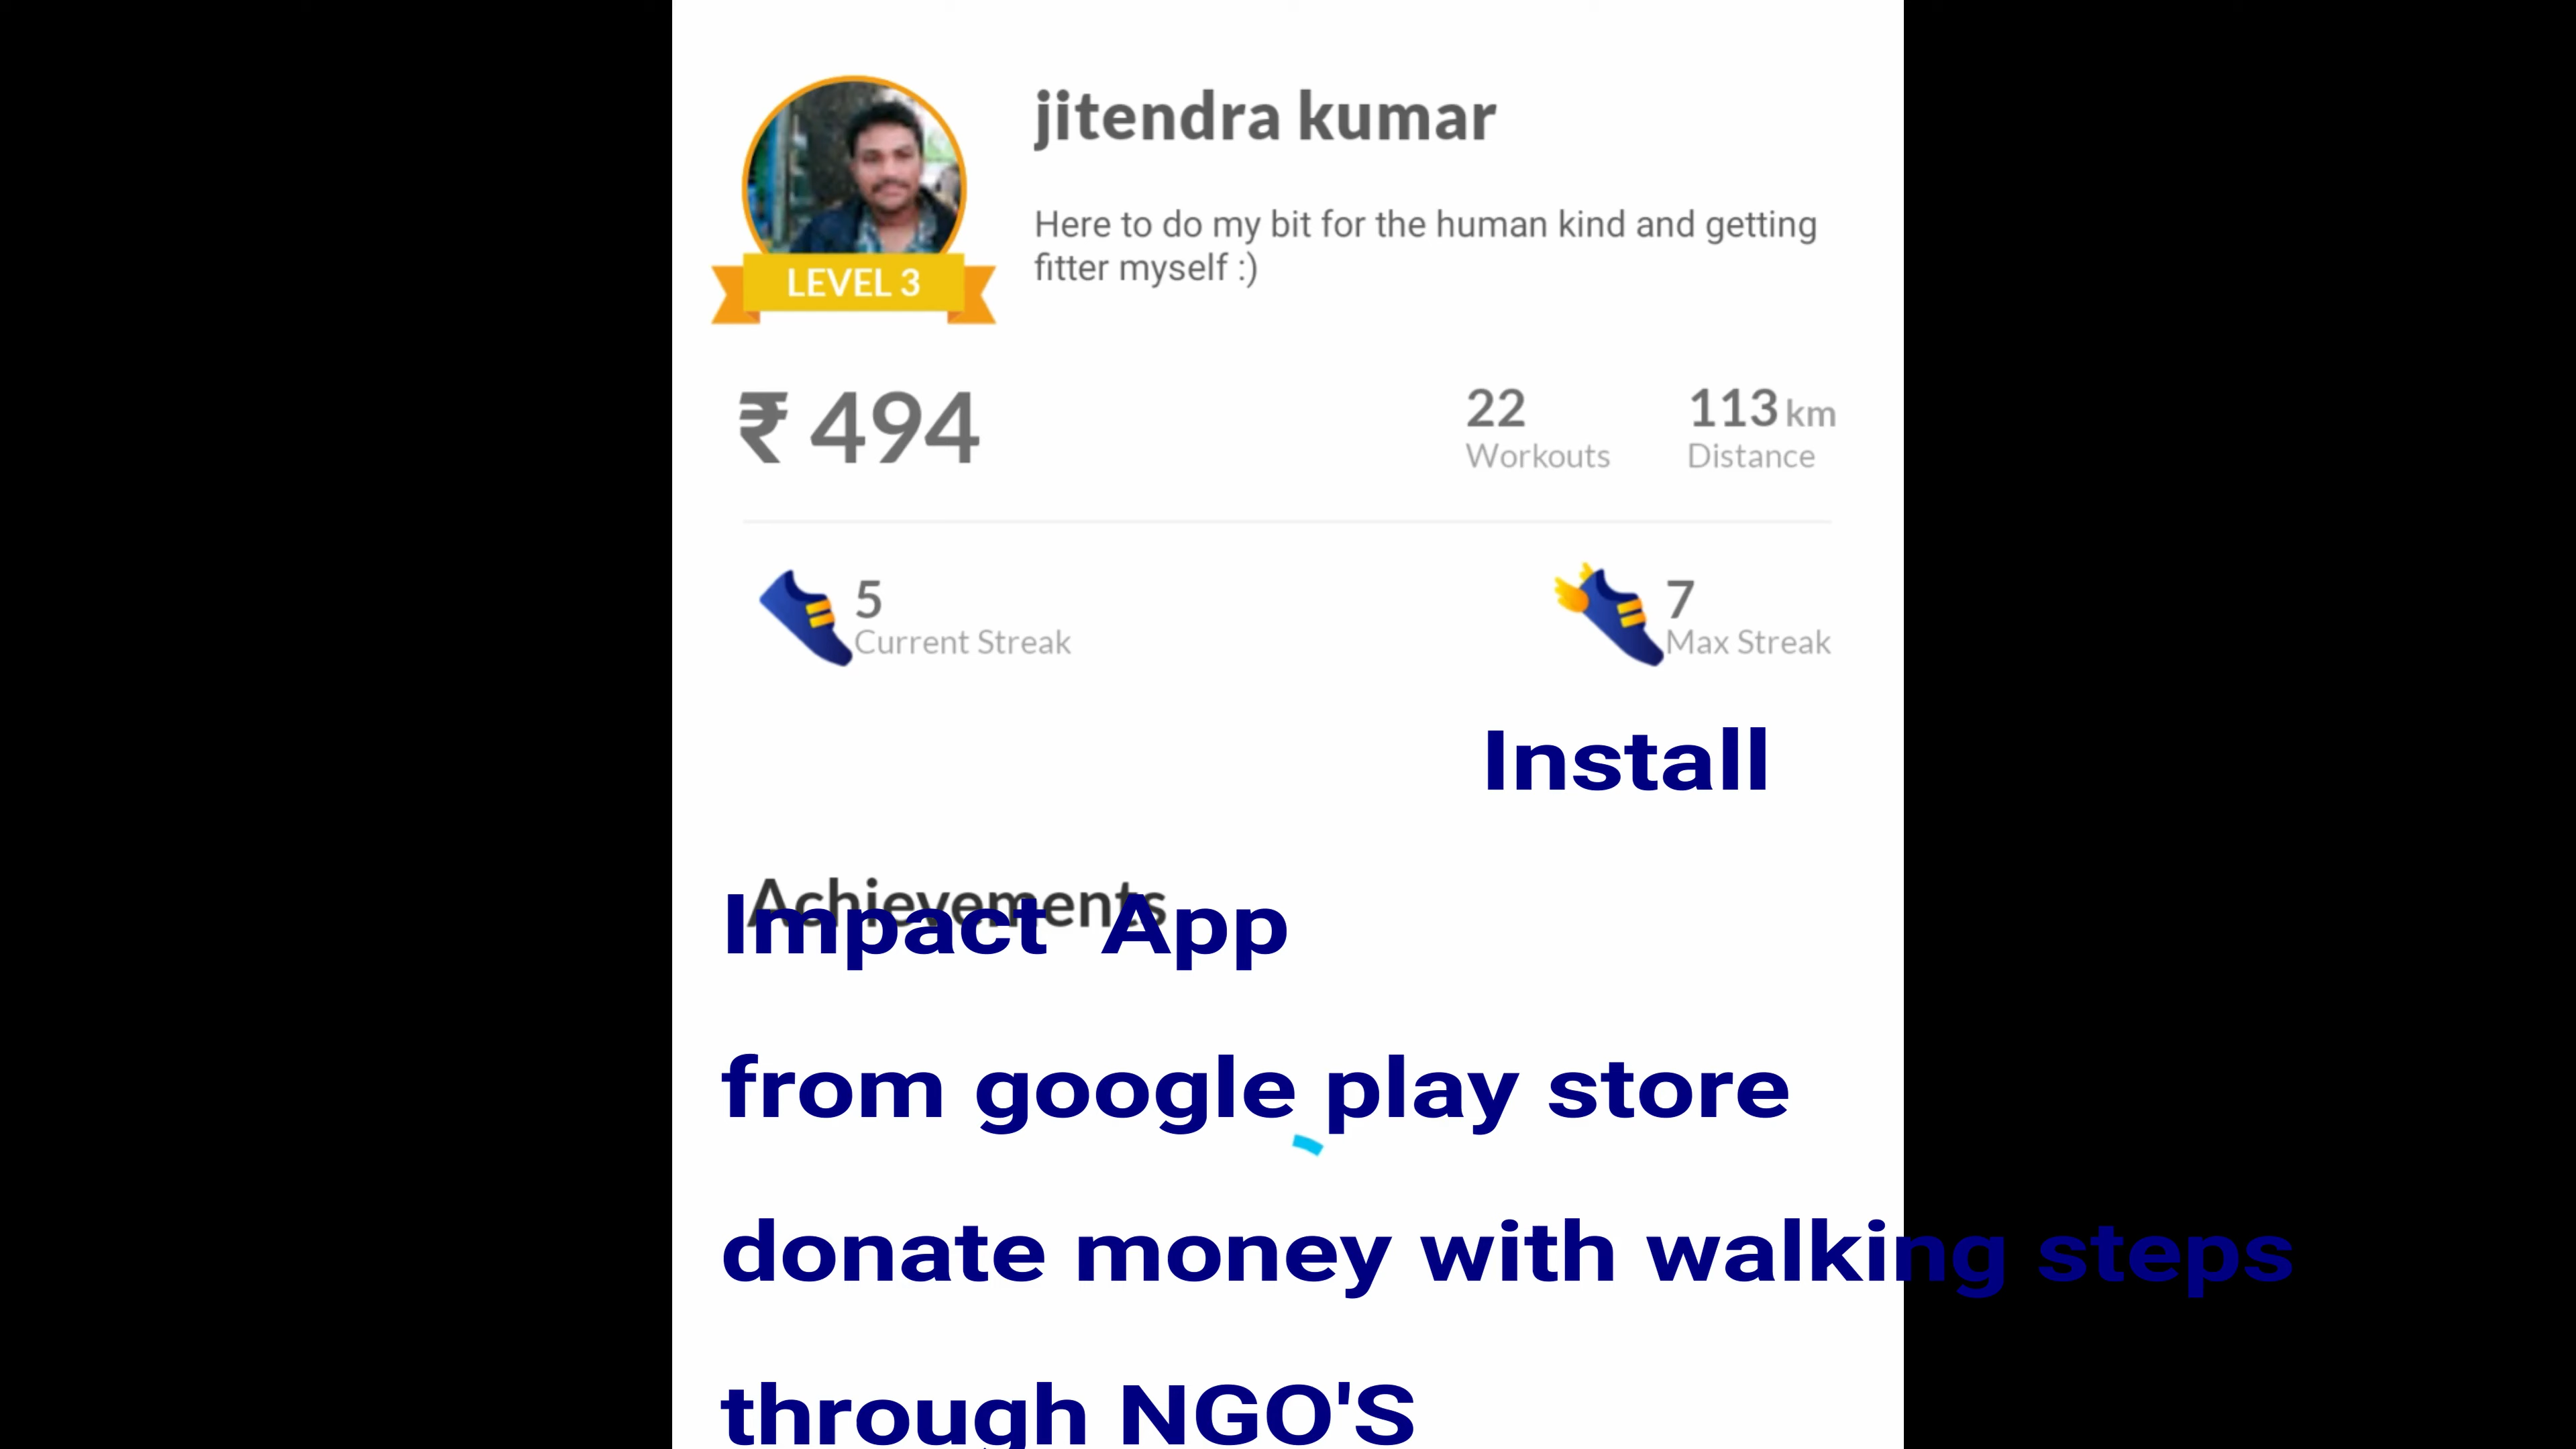 jitendra kumar
Here to do my bit for the human kind and getting
fitter myself :)
LEVEL 3
₹ 494
22
Workouts
113 km
Distance
5
Current Streak
7
Max Streak
Install
Achievements
Impact App
from google play store
donate money with walking steps
through NGO'S